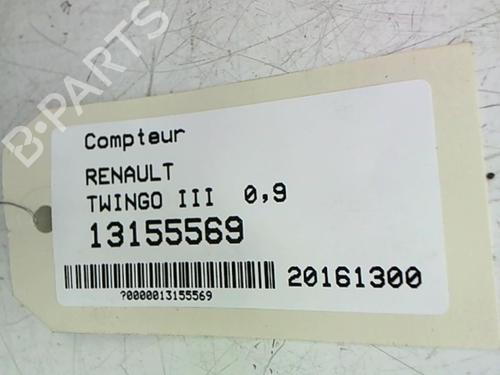 B-PARTS
Compteur
RENAULT
TWINGO III 0,9
13155569
20161300
?0000013155569